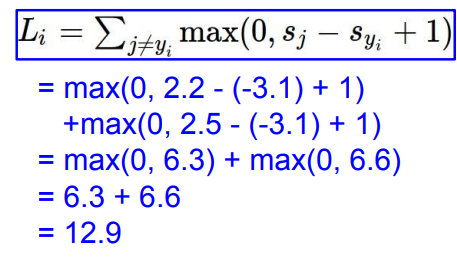 L_i = ∑_{j≠y_i} max(0, s_j − s_{y_i} + 1)
= max(0, 2.2 - (-3.1) + 1)
+max(0, 2.5 - (-3.1) + 1)
= max(0, 6.3) + max(0, 6.6)
= 6.3 + 6.6
= 12.9